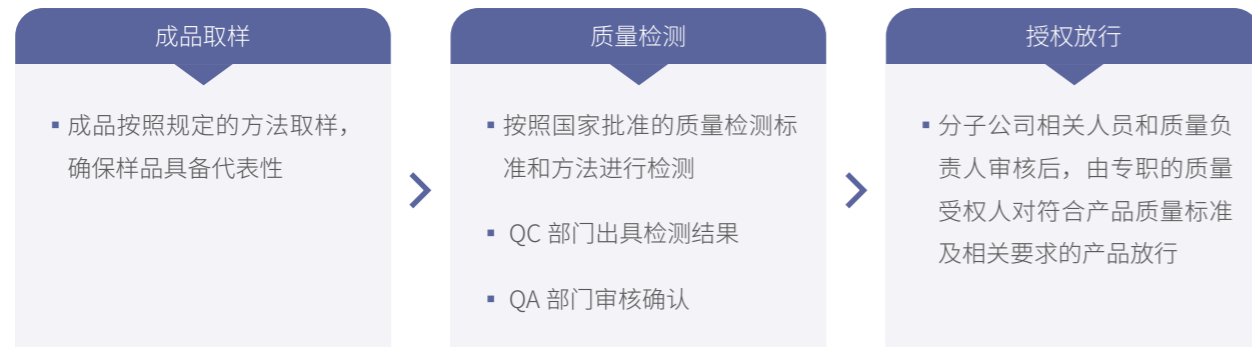 成品取样
▪ 成品按照规定的方法取样，
确保样品具备代表性
质量检测
▪ 按照国家批准的质量检测标
准和方法进行检测
▪ QC 部门出具检测结果
▪ QA 部门审核确认
授权放行
▪ 分子公司相关人员和质量负
责人审核后，由专职的质量
受权人对符合产品质量标准
及相关要求的产品放行